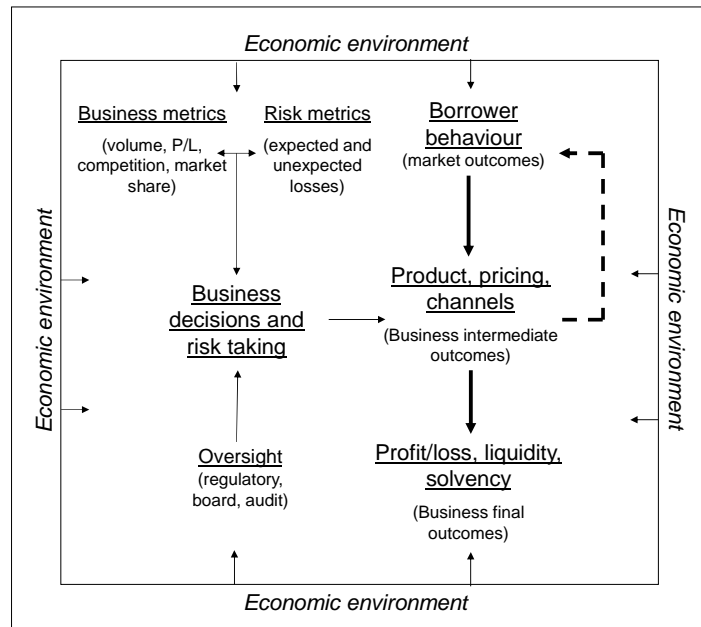 Economic environment
Business metrics
(volume, P/L,
competition, market
share)
Risk metrics
(expected and
unexpected
losses)
Borrower
behaviour
(market outcomes)
Economic environment
Economic environment
Business
decisions and
risk taking
Product, pricing,
channels
(Business intermediate
outcomes)
Oversight
(regulatory,
board, audit)
Profit/loss, liquidity,
solvency
(Business final
outcomes)
Economic environment